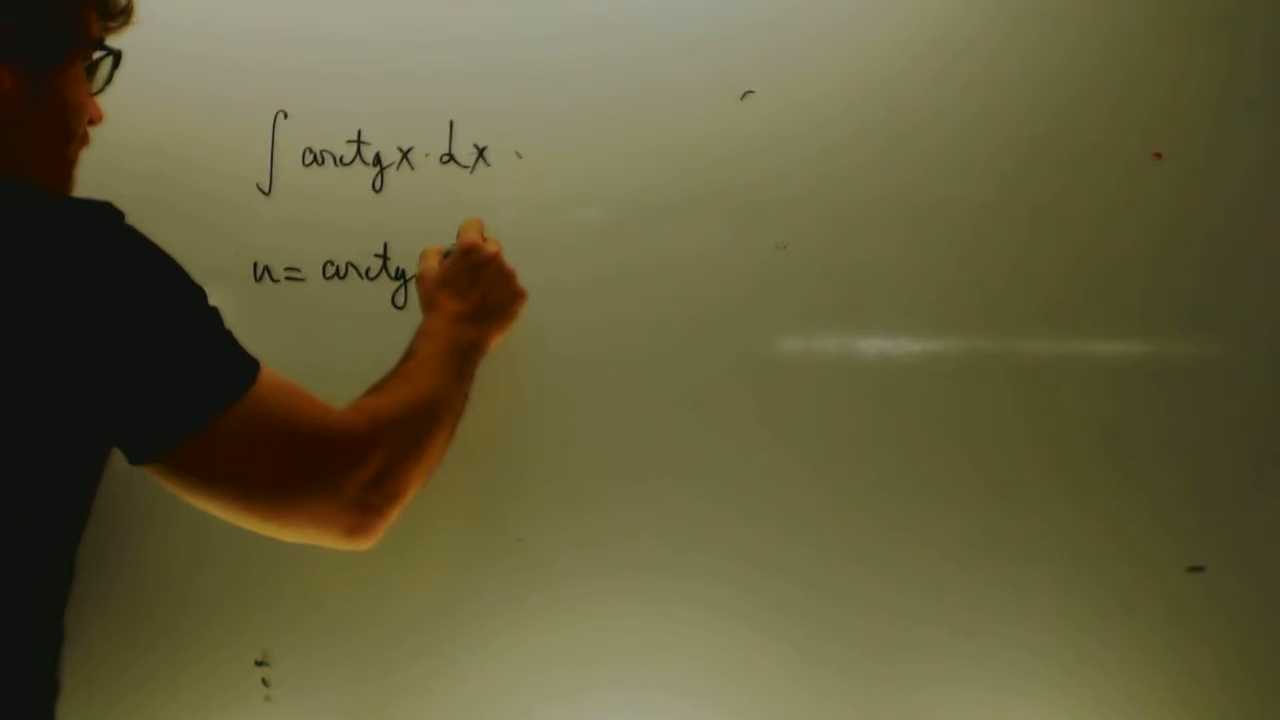 ∫ arctg x · dx
u = arctg